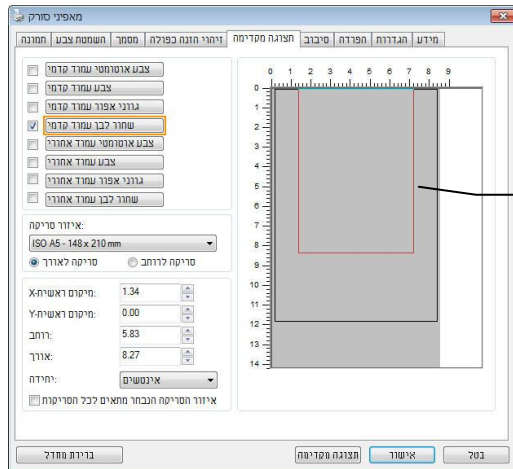 מאפיני סורק
תמונה השמטת צבע מסמך זיהוי הזנה כפולה תצוגה מקדימה סיבוב הפרדה הגדרות מידע
צבע אוטומטי עמוד קדמי
צבע עמוד קדמי
גרוני אפור עמוד קדמי
שחור לבן עמוד קדמי
צבע אוטומטי עמוד אחורי
צבע עמוד אחורי
גרוני אפור עמוד אחורי
שחור לבן עמוד אחורי
איזור סריקה:
ISO A5 - 148 x 210 mm
סריקה לאורך סריקה לרוחב
מיקום ראשית-X: 1.34
מיקום ראשית-Y: 0.00
רוחב: 5.83
אורך: 8.27
יחידה: אינטשים
איזור הסריקה הנבחר מתאים לכל הסריקות
0 1 2 3 4 5 6 7 8 9
0
1
2
3
4
5
6
7
8
9
10
11
12
13
14
ברירת מחדל תצוגה מקדימה אישור בטל